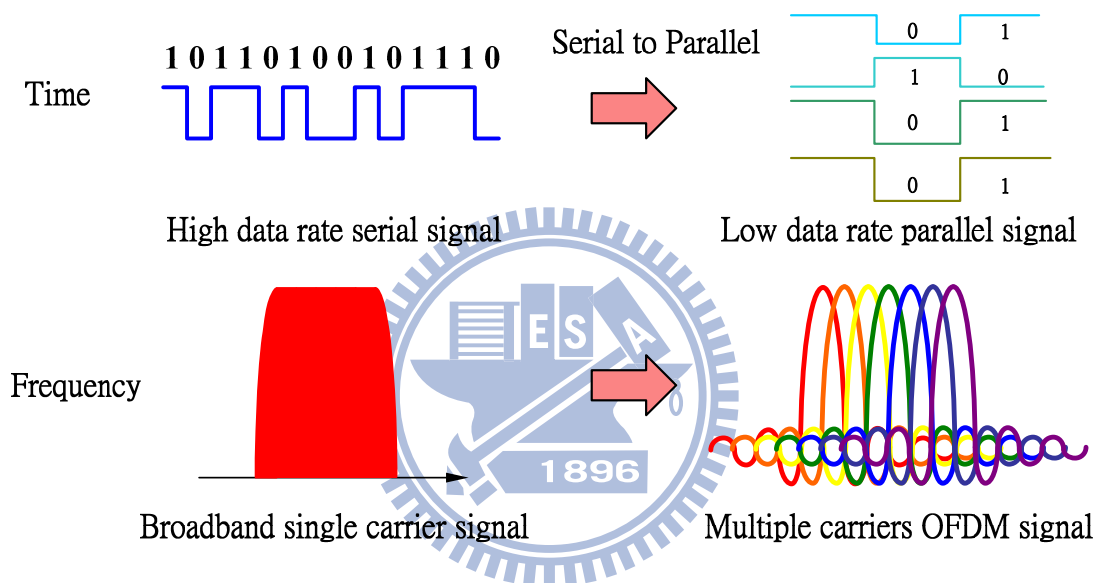 Serial to Parallel
1 0 1 1 0 1 0 0 1 0 1 1 1 0
Time
0 1
1 0
0 1
0 1
High data rate serial signal
Low data rate parallel signal
E S A
Frequency
1896
Broadband single carrier signal
Multiple carriers OFDM signal